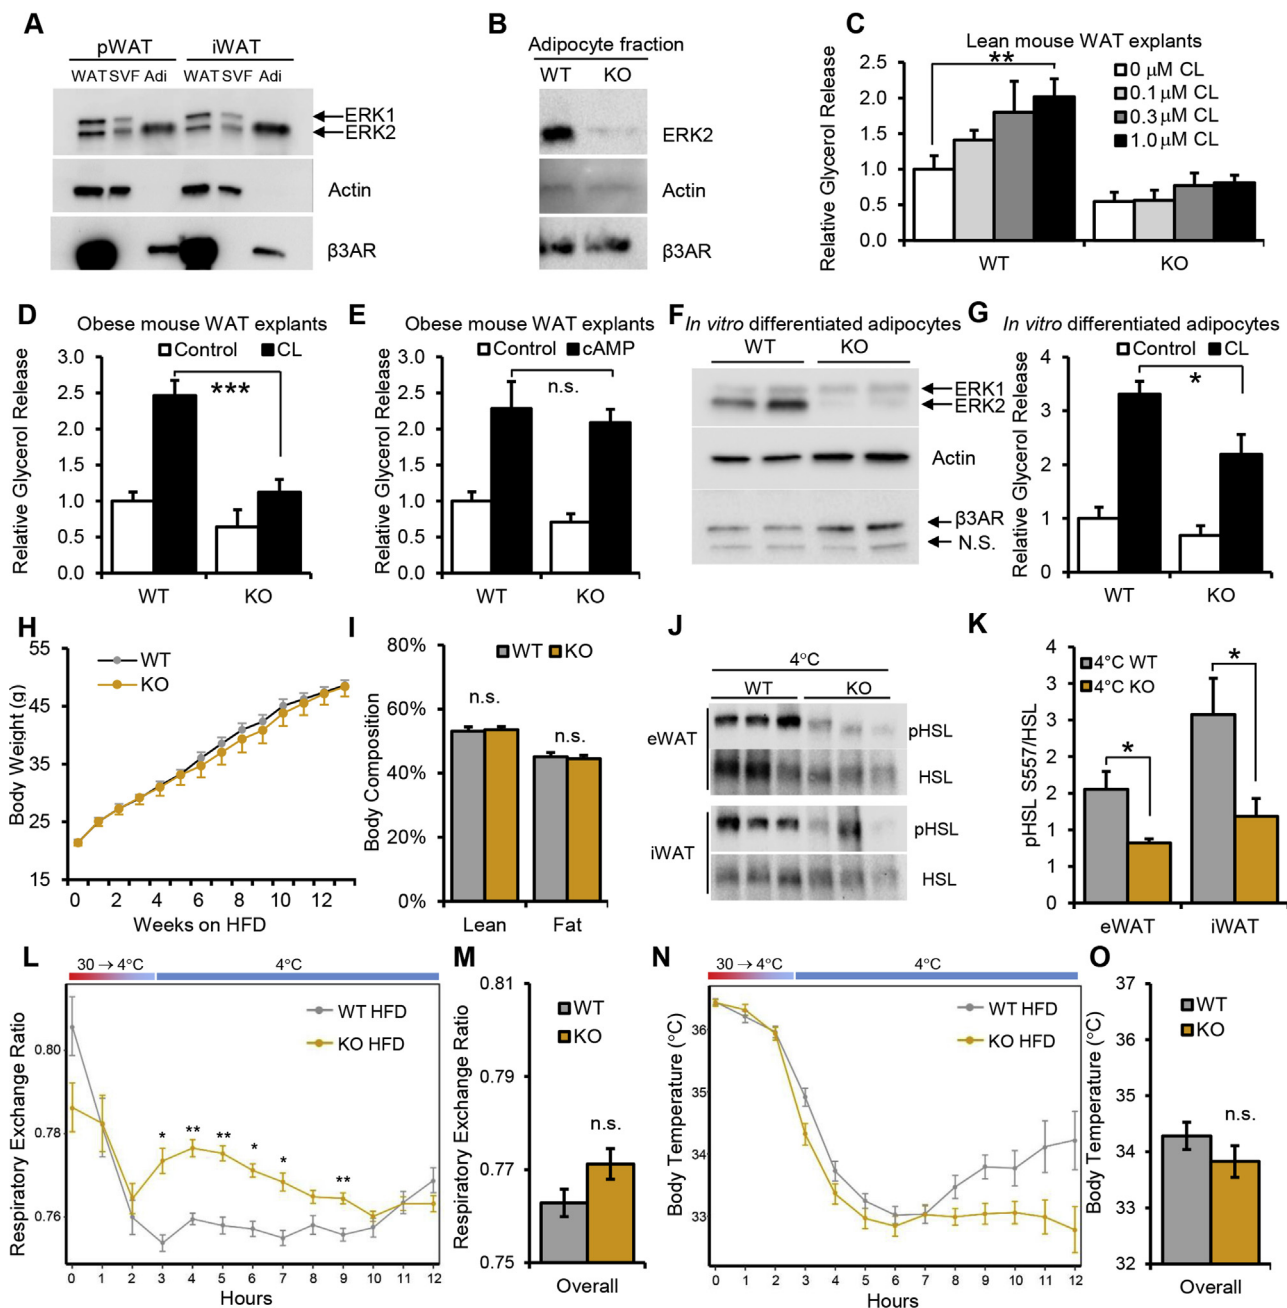 A
pWAT iWAT
WAT SVF Adi WAT SVF Adi
ERK1
ERK2
Actin
β3AR
B
Adipocyte fraction
WT KO
ERK2
Actin
β3AR
C
Lean mouse WAT explants
Relative Glycerol Release
2.5
2.0
1.5
1.0
0.5
0.0
**
0 μM CL
0.1 μM CL
0.3 μM CL
1.0 μM CL
WT KO
D
Obese mouse WAT explants
Control CL
Relative Glycerol Release
3.0
2.5
2.0
1.5
1.0
0.5
0.0
***
WT KO
E
Obese mouse WAT explants
Control cAMP
Relative Glycerol Release
3.0
2.5
2.0
1.5
1.0
0.5
0.0
n.s.
WT KO
F
In vitro differentiated adipocytes
WT KO
ERK1
ERK2
Actin
β3AR
N.S.
G
In vitro differentiated adipocytes
Control CL
Relative Glycerol Release
4
3
2
1
0
*
WT KO
H
Body Weight (g)
55
45
35
25
15
WT
KO
0 2 4 6 8 10 12
Weeks on HFD
I
Body Composition
80%
60%
40%
20%
0%
WT KO
n.s.
n.s.
Lean Fat
J
4°C
WT KO
eWAT
pHSL
HSL
iWAT
pHSL
HSL
K
pHSL S557/HSL
4
3
3
2
2
1
1
0
4°C WT
4°C KO
*
*
eWAT iWAT
L
30 → 4°C 4°C
Respiratory Exchange Ratio
0.80
0.78
0.76
WT HFD
KO HFD
* ** ** * * **
0 1 2 3 4 5 6 7 8 9 10 11 12
Hours
M
Respiratory Exchange Ratio
0.81
0.79
0.77
0.75
WT
KO
n.s.
Overall
N
30 → 4°C 4°C
Body Temperature (°C)
36
35
34
33
WT HFD
KO HFD
0 1 2 3 4 5 6 7 8 9 10 11 12
Hours
O
Body Temperature (°C)
37
36
35
34
33
32
WT
KO
n.s.
Overall